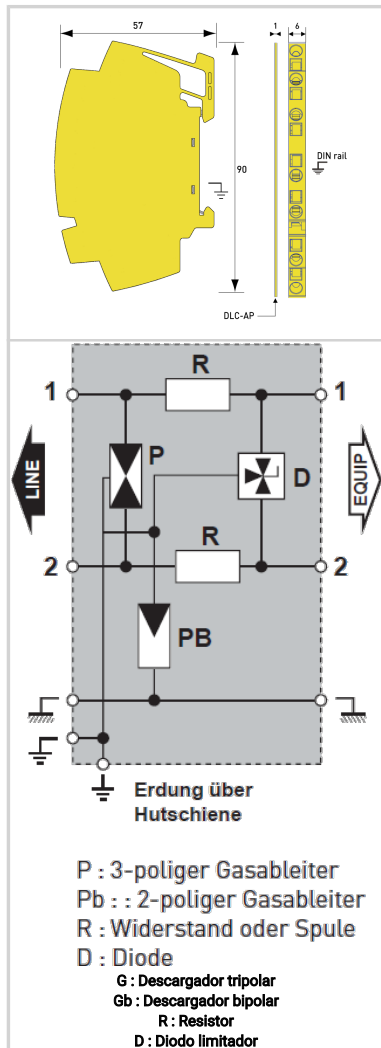 57
1
6
90
DIN rail
DLC-AP
R
1
1
P
D
LINE
EQUIP
R
2
2
PB
Erdung über
Hutschiene
P : 3-poliger Gasableiter
Pb : : 2-poliger Gasableiter
R : Widerstand oder Spule
D : Diode
G : Descargador tripolar
Gb : Descargador bipolar
R : Resistor
D : Diodo limitador